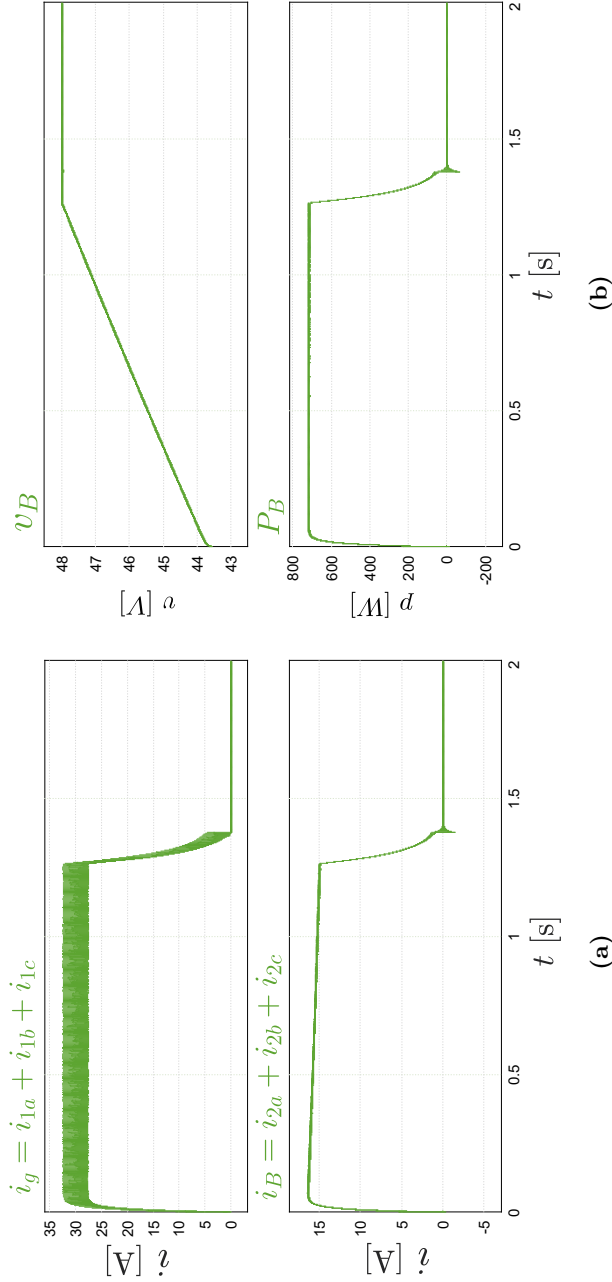 i_g = i_{1a} + i_{1b} + i_{1c}
35
30
25
20
15
10
5
0
i [A]
i_B = i_{2a} + i_{2b} + i_{2c}
15
10
5
0
-5
i [A]
0
0.5
1
1.5
2
t [s]
(a)
v_B
48
47
46
45
44
43
v [V]
P_B
800
600
400
200
0
-200
p [W]
0
0.5
1
1.5
2
t [s]
(b)